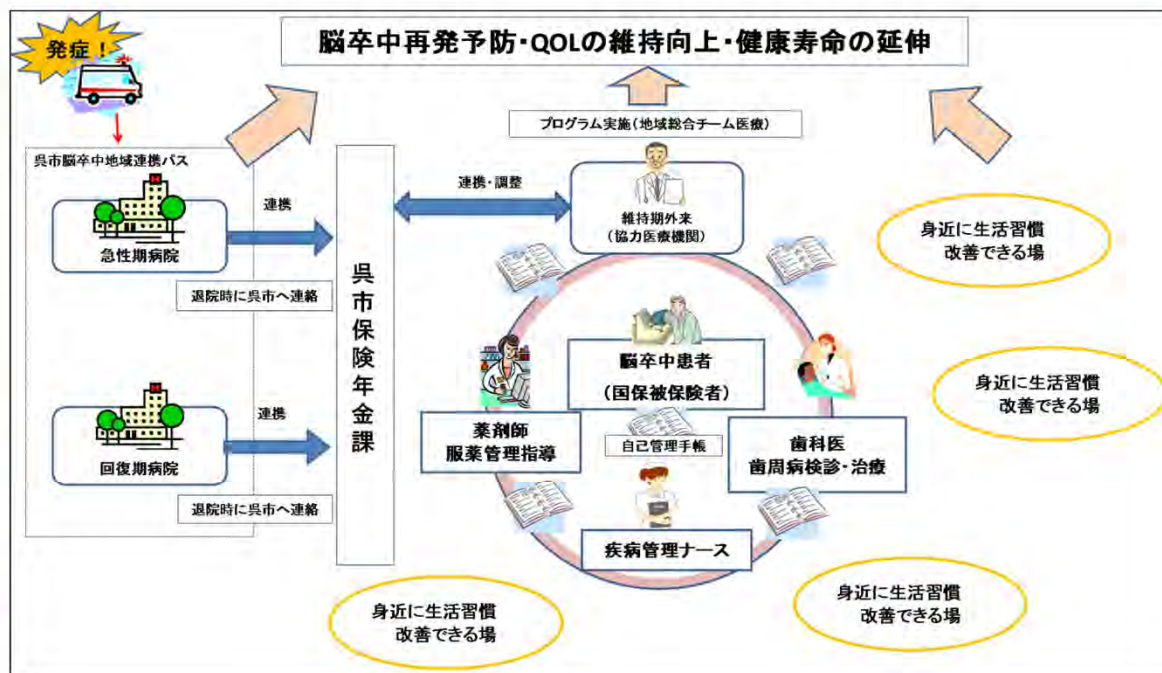 発症！
脳卒中再発予防・QOLの維持向上・健康寿命の延伸
プログラム実施(地域総合チーム医療)
呉市脳卒中地域連携パス
急性期病院
連携
退院時に呉市へ連絡
回復期病院
連携
退院時に呉市へ連絡
呉市保険年金課
連携・調整
維持期外来
(協力医療機関)
脳卒中患者
(国保被保険者)
自己管理手帳
薬剤師
服薬管理指導
歯科医
歯周病検診・治療
疾病管理ナース
身近に生活習慣
改善できる場
身近に生活習慣
改善できる場
身近に生活習慣
改善できる場
身近に生活習慣
改善できる場